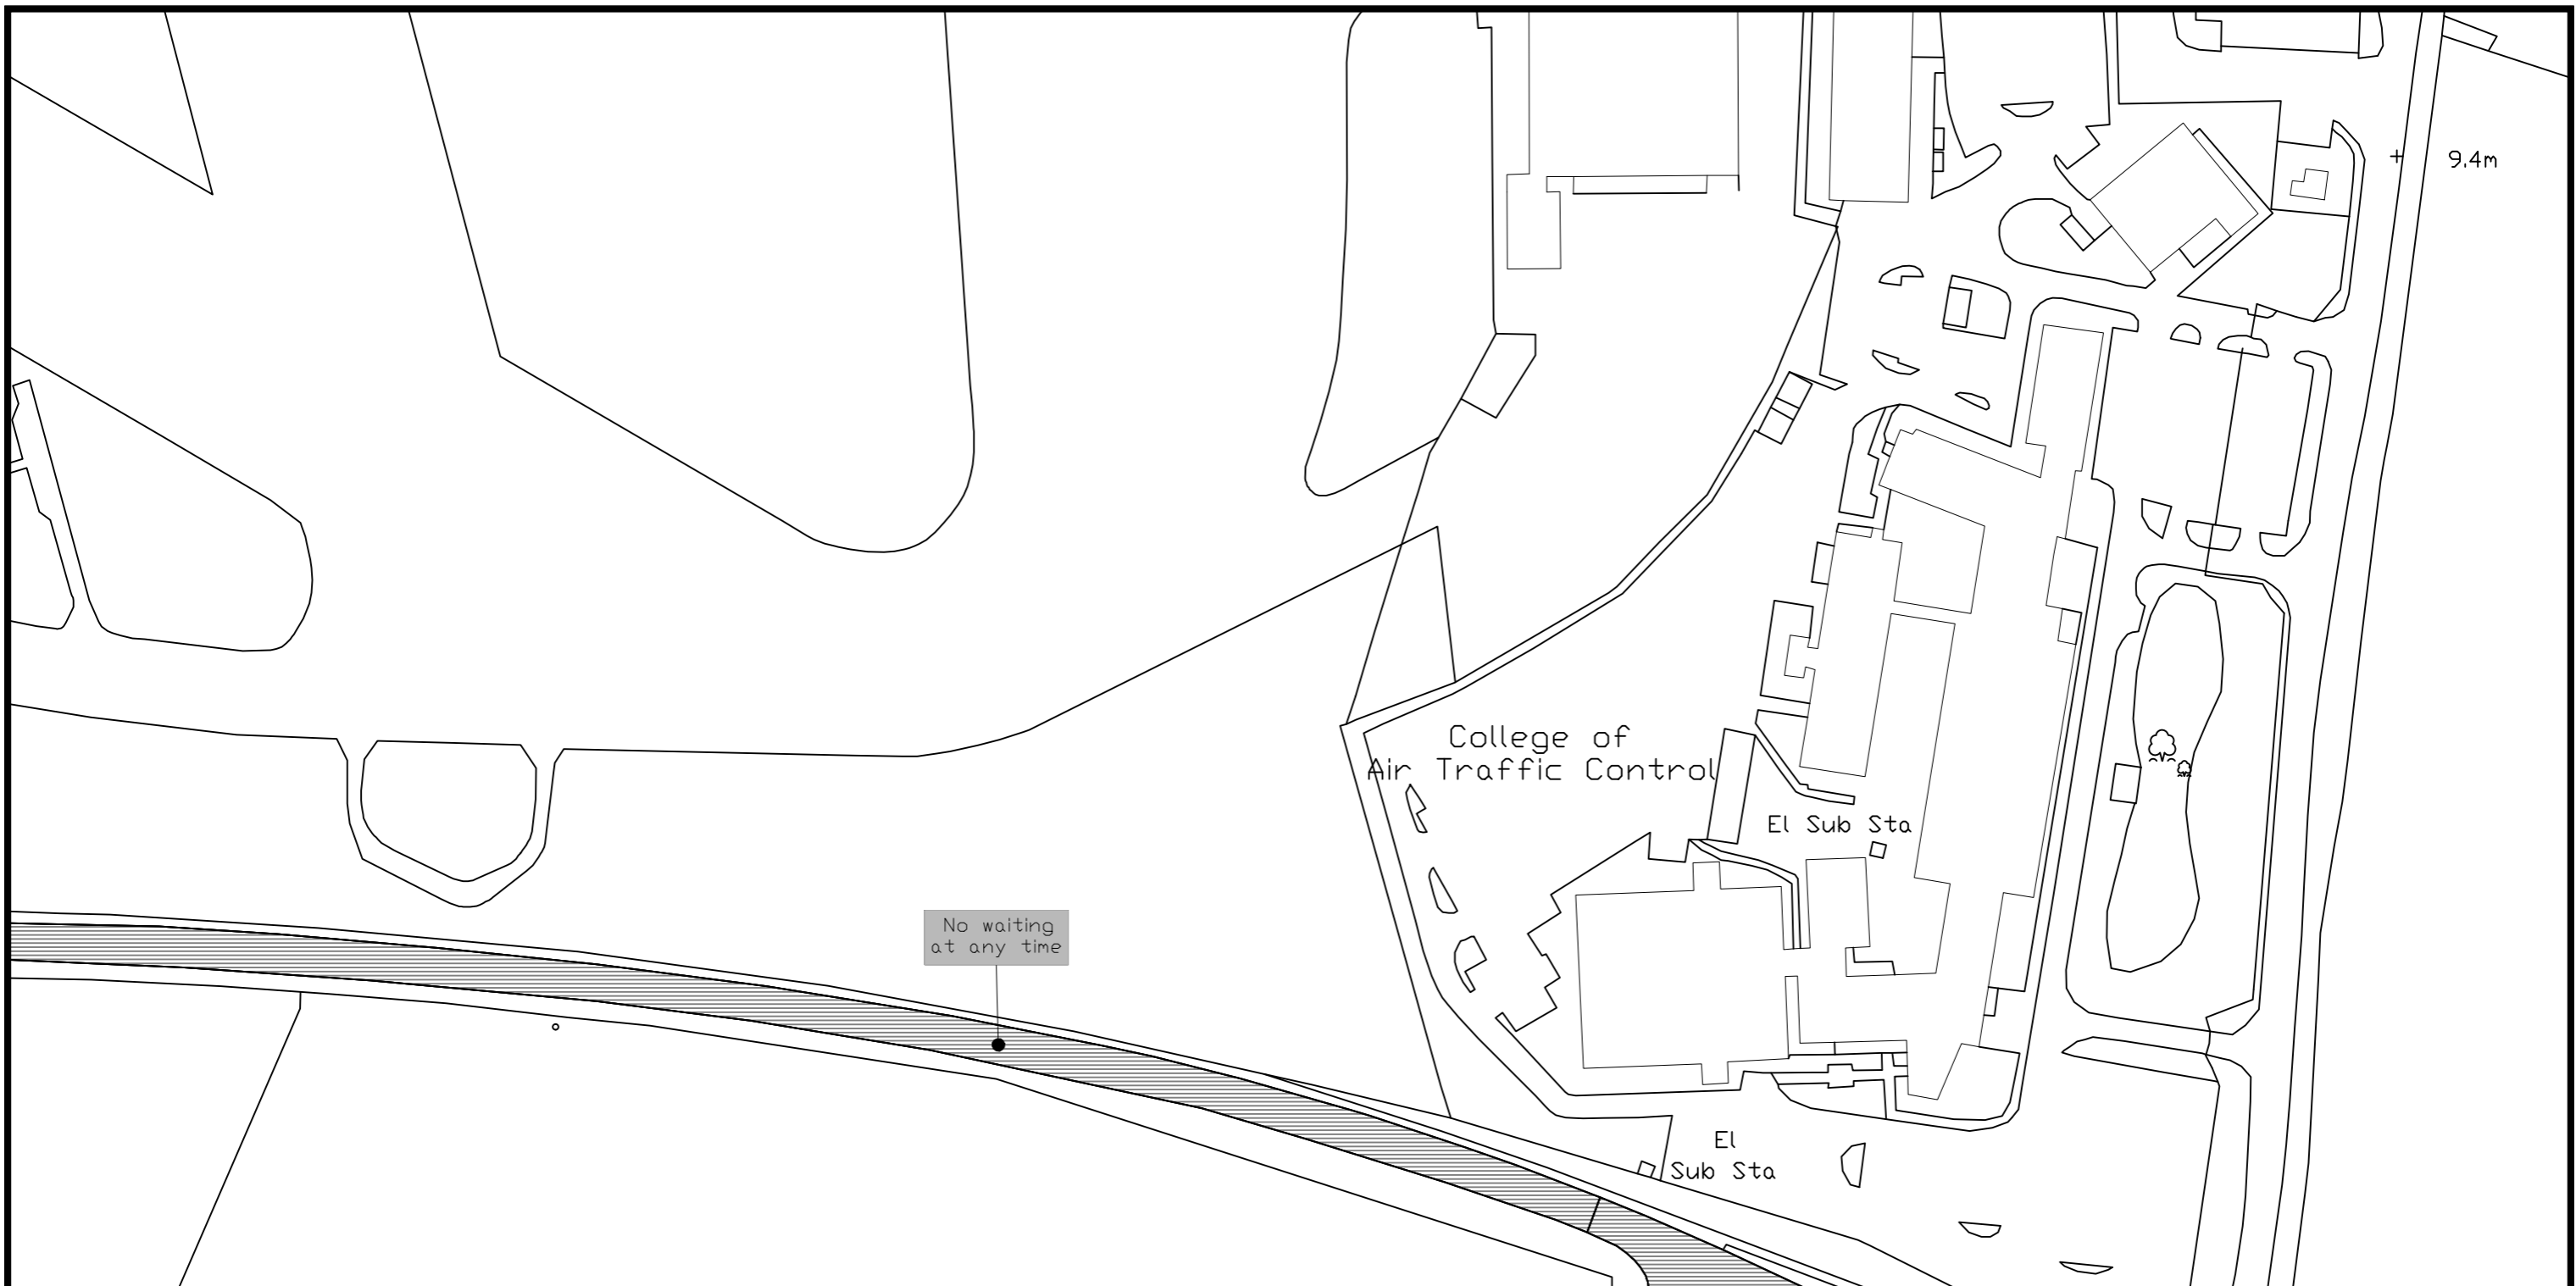 9.4m
College of
Air Traffic Control
El Sub Sta
No waiting
at any time
El
Sub Sta